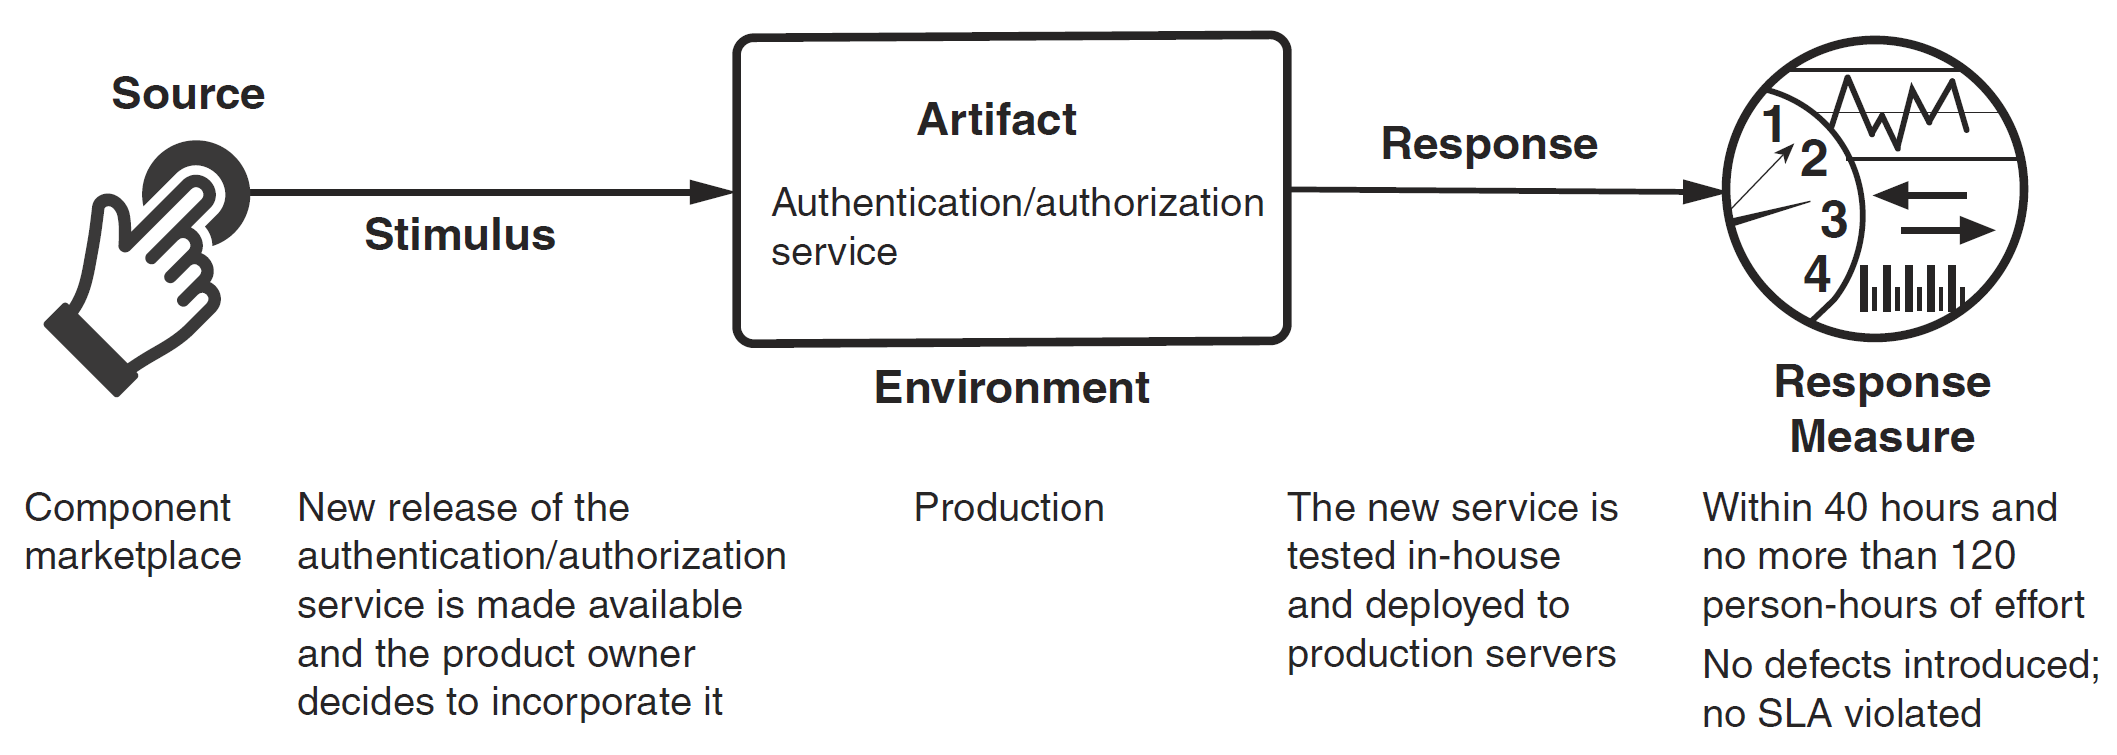 Source
Stimulus
Artifact
Authentication/authorization
service
Environment
Response
1
2
3
4
Response
Measure
Component
marketplace
New release of the
authentication/authorization
service is made available
and the product owner
decides to incorporate it
Production
The new service is
tested in-house
and deployed to
production servers
Within 40 hours and
no more than 120
person-hours of effort
No defects introduced;
no SLA violated